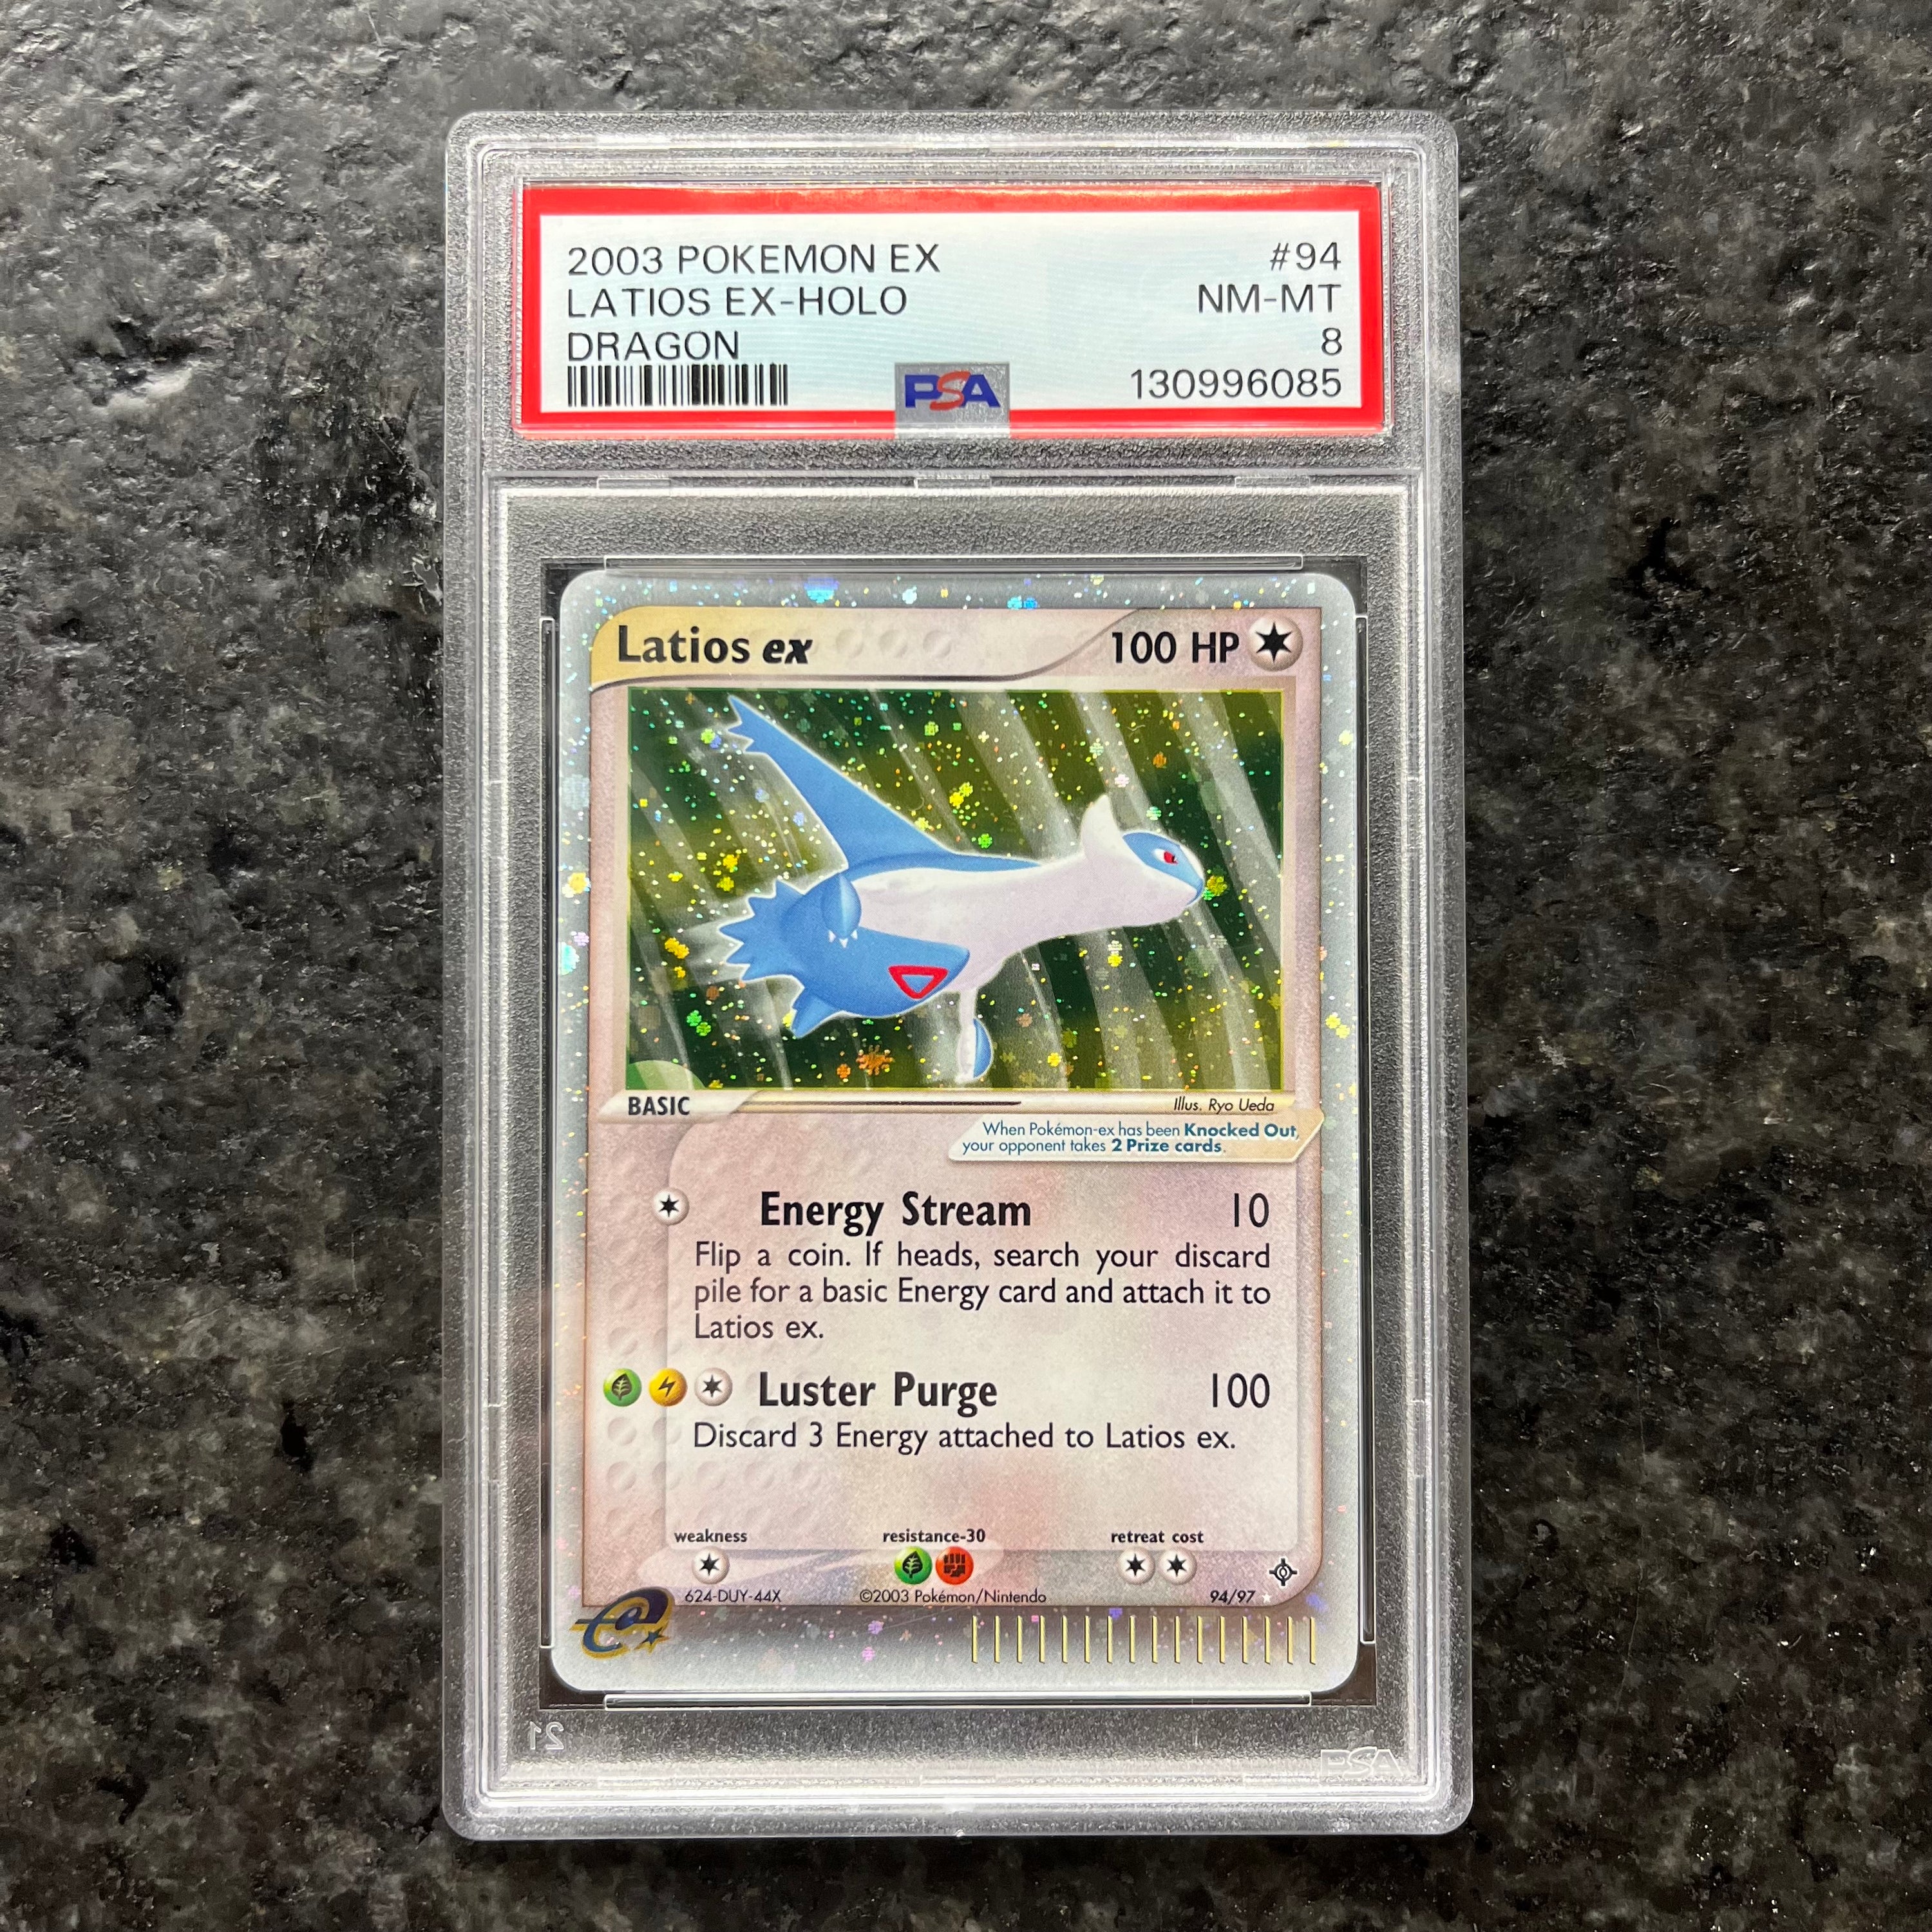 2003 POKEMON EX #94
LATIOS EX-HOLO NM-MT
DRAGON 8
PSA 130996085
Latios ex 100 HP
BASIC Illus. Ryo Ueda
When Pokémon-ex has been Knocked Out,
your opponent takes 2 Prize cards.
Energy Stream 10
Flip a coin. If heads, search your discard
pile for a basic Energy card and attach it to
Latios ex.
Luster Purge 100
Discard 3 Energy attached to Latios ex.
weakness resistance-30 retreat cost
624-DUY-44X ©2003 Pokémon/Nintendo 94/97
e
21 PSA